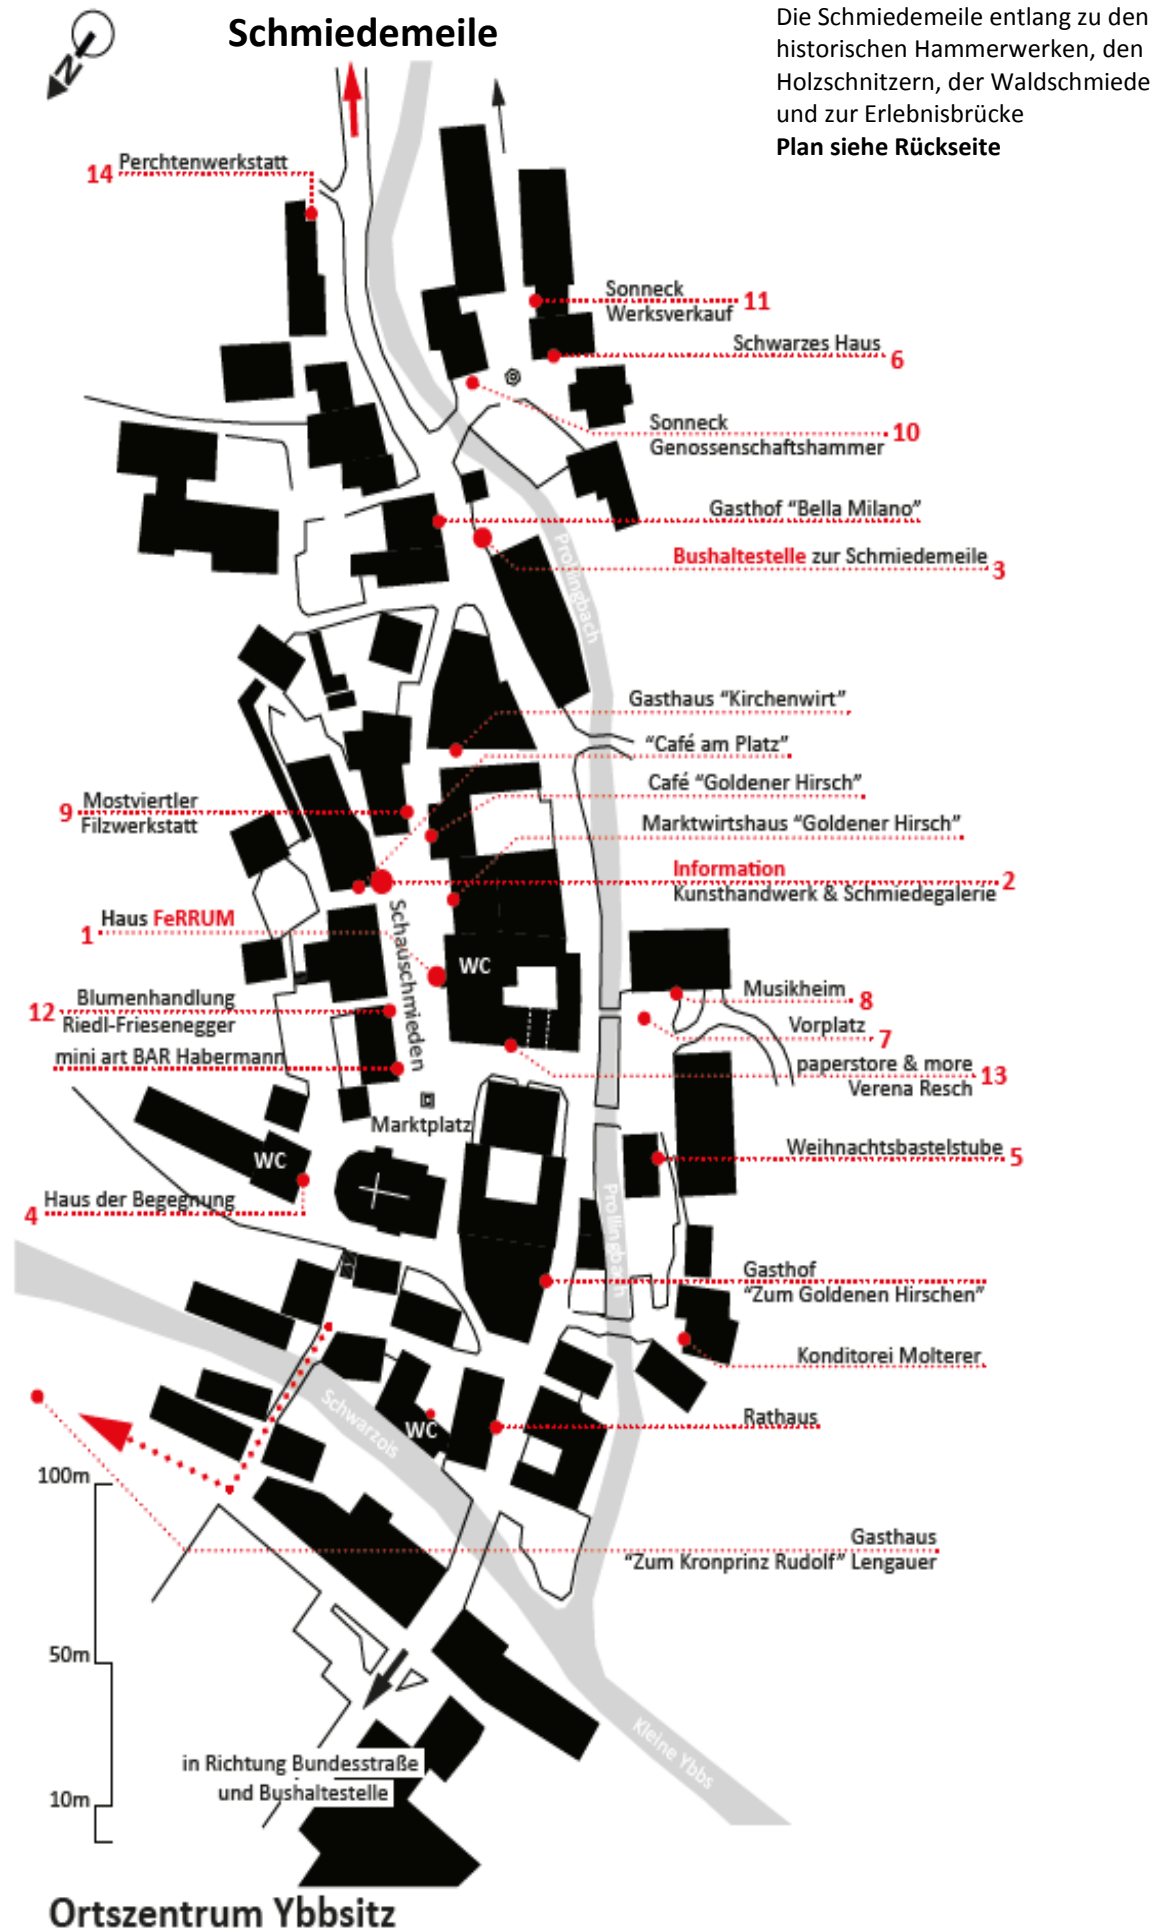 Schmiedemeile
Die Schmiedemeile entlang zu den
historischen Hammerwerken, den
Holzschnitzern, der Waldschmiede
und zur Erlebnisbrücke
Plan siehe Rückseite
N
14 Perchtenwerkstatt
Sonneck
Werksverkauf 11
Schwarzes Haus 6
Sonneck
Genossenschaftshammer 10
Gasthof “Bella Milano”
Bushaltestelle zur Schmiedemeile 3
Prollingbach
Gasthaus “Kirchenwirt”
“Café am Platz”
Café “Goldener Hirsch”
9 Mostviertler
Filzwerkstatt
Marktwirtshaus “Goldener Hirsch”
Information 2
Kunsthandwerk & Schmiedegalerie
1 Haus FeRRUM
Schauschmieden
WC
12 Blumenhandlung
Riedl-Friesenegger
Musikheim 8
Vorplatz 7
mini art BAR Habermann
paperstore & more 13
Verena Resch
Marktplatz
Weihnachtsbastelstube 5
WC
4 Haus der Begegnung
Prollingbach
Gasthof
“Zum Goldenen Hirschen”
Konditorei Molterer
Rathaus
WC
Schwarzois
100m
Gasthaus
“Zum Kronprinz Rudolf” Lengauer
50m
Kleine Ybbs
in Richtung Bundesstraße
und Bushaltestelle
10m
Ortszentrum Ybbsitz